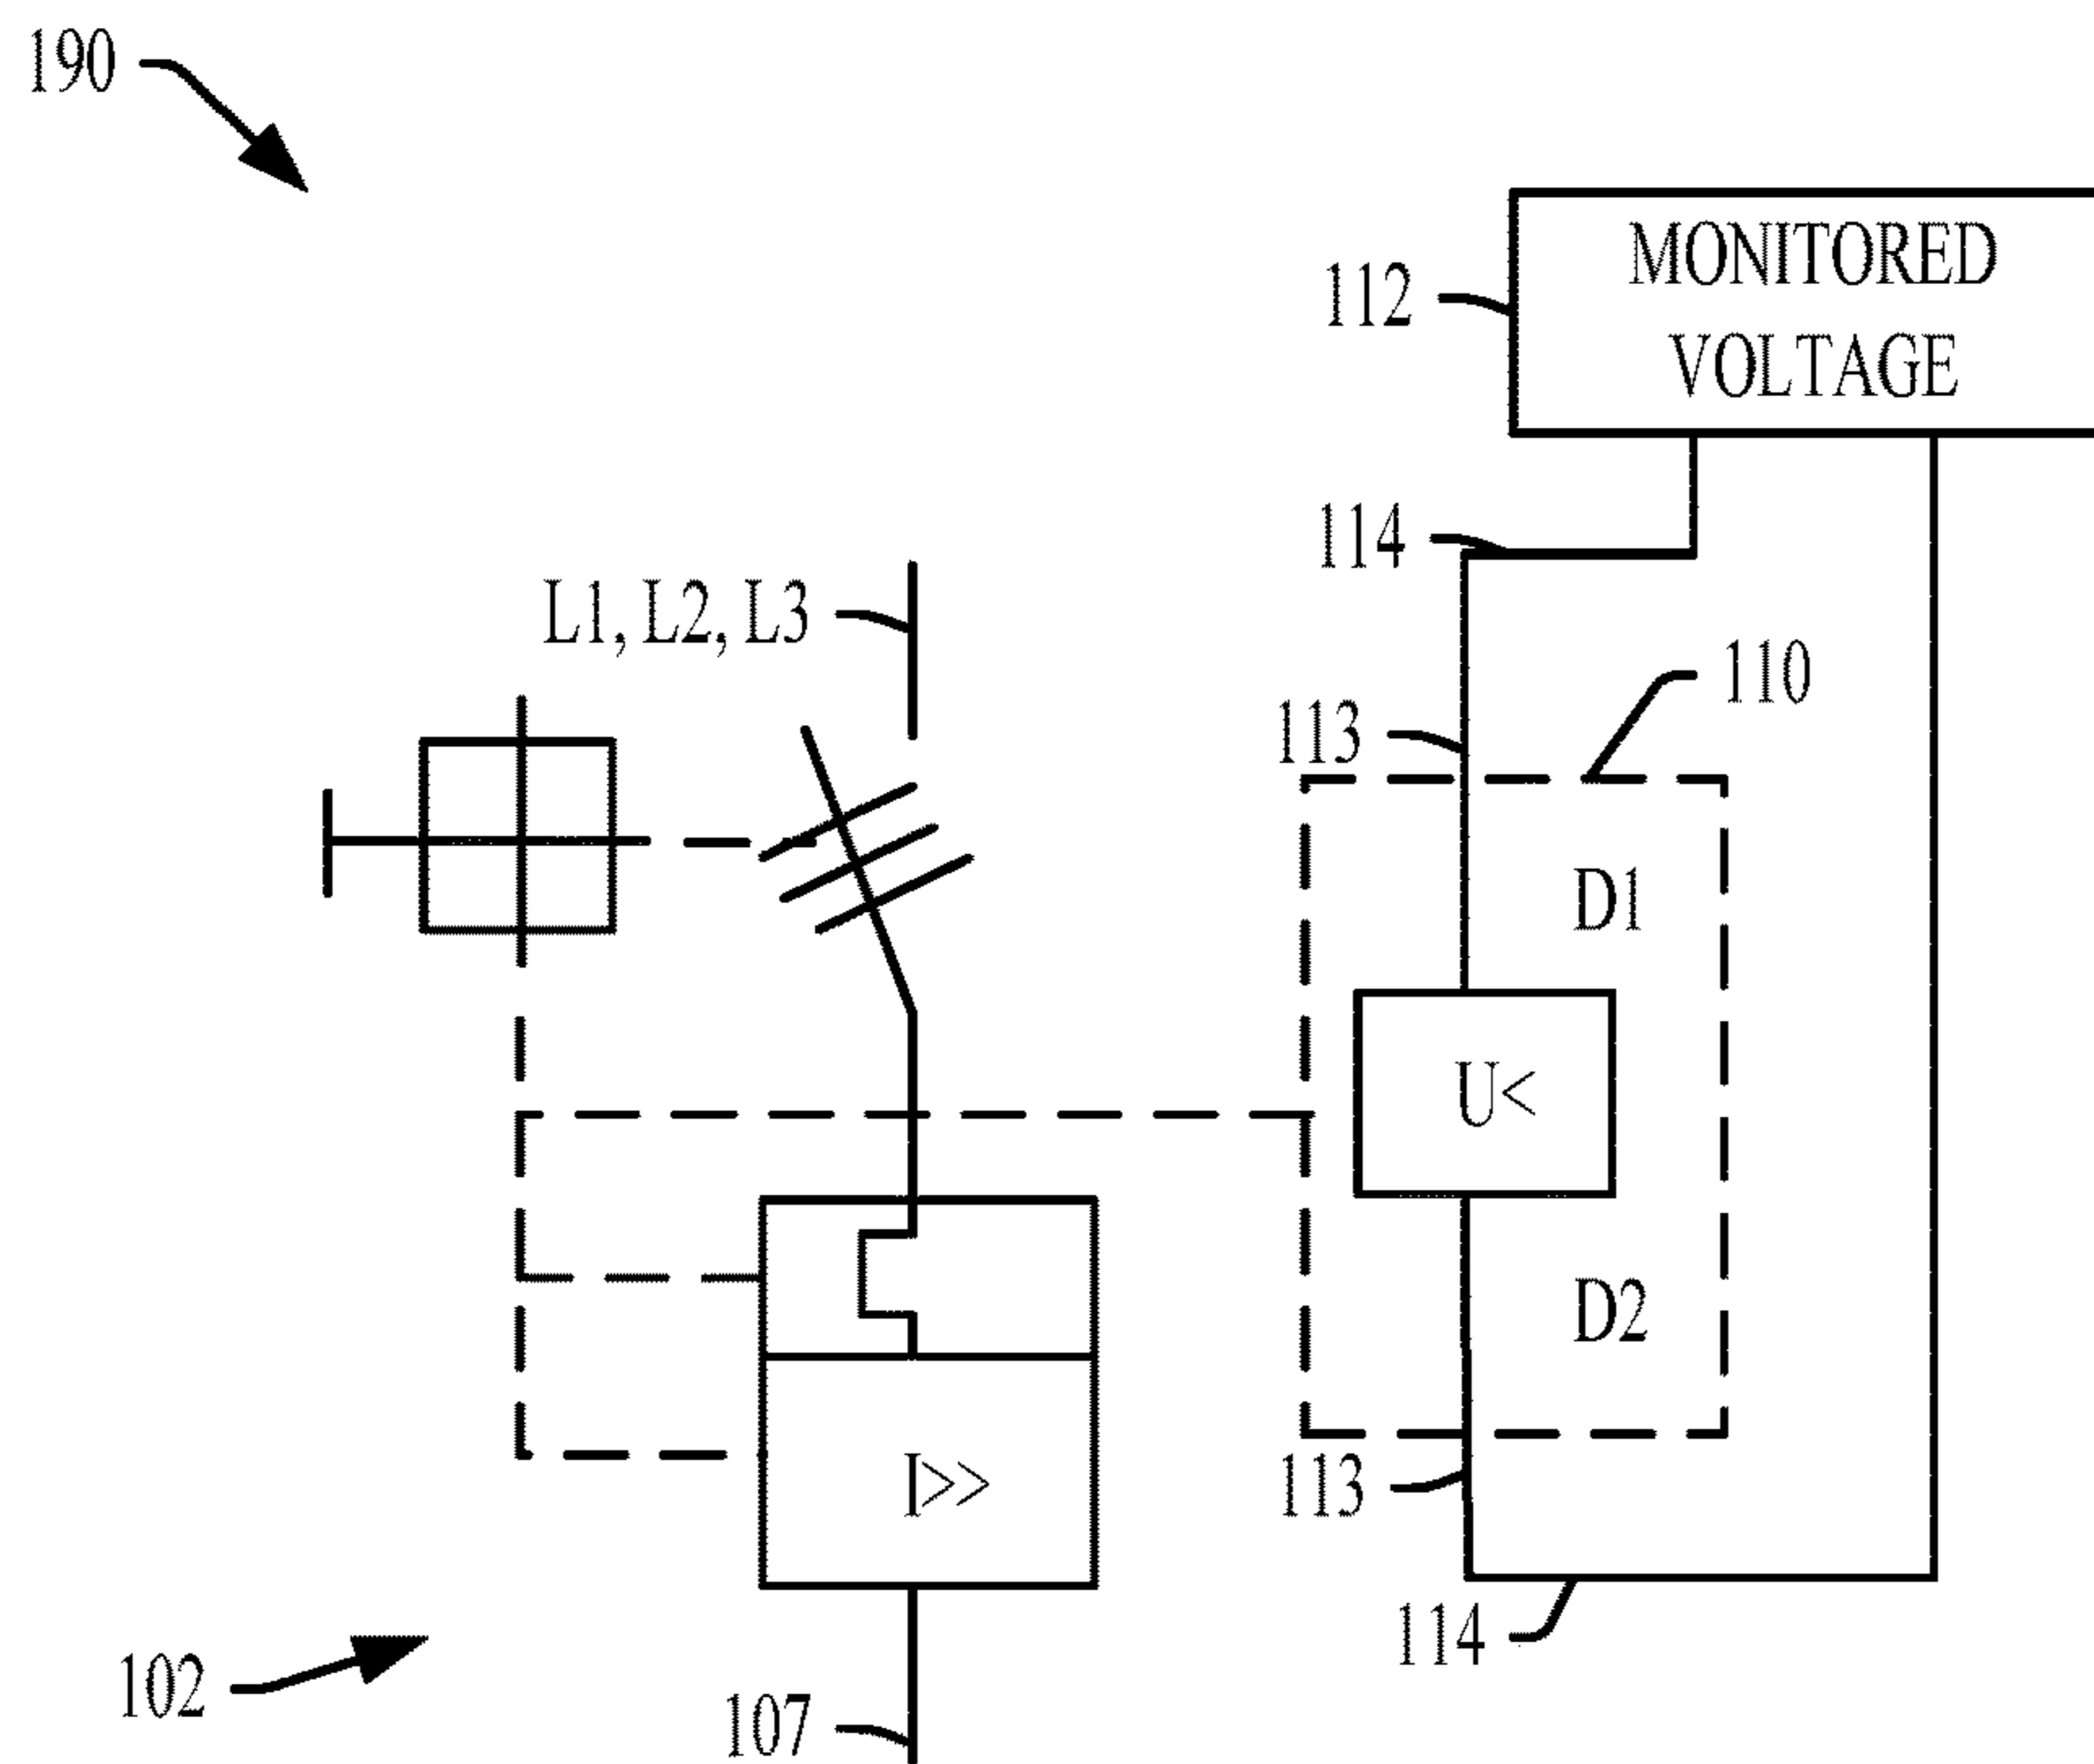 190
MONITORED
VOLTAGE
112
114
L1, L2, L3
110
113
D1
U<
D2
I>>
113
114
102
107